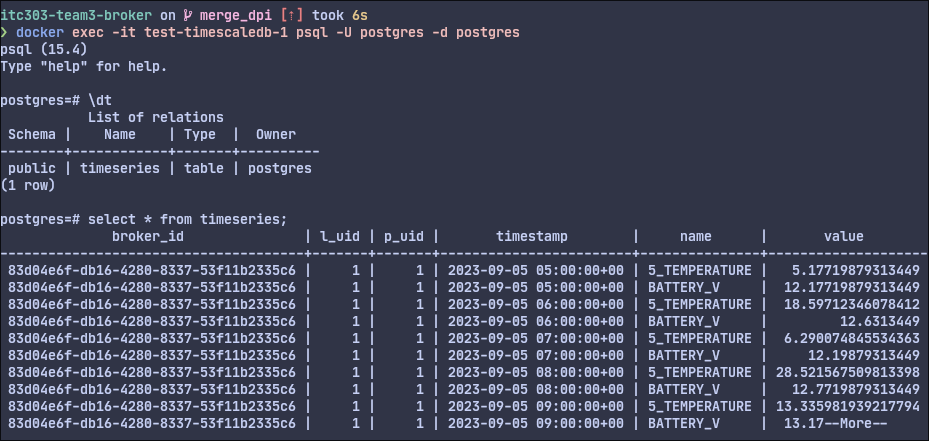 itc303-team3-broker on merge_dpi [↑] took 6s
❯ docker exec -it test-timescaledb-1 psql -U postgres -d postgres
psql (15.4)
Type "help" for help.

postgres=# \dt
           List of relations
 Schema |    Name    | Type  |  Owner
--------+------------+-------+----------
 public | timeseries | table | postgres
(1 row)

postgres=# select * from timeseries;
              broker_id               | l_uid | p_uid |       timestamp        |     name      |       value
--------------------------------------+-------+-------+------------------------+---------------+--------------------
 83d04e6f-db16-4280-8337-53f11b2335c6 |     1 |     1 | 2023-09-05 05:00:00+00 | 5_TEMPERATURE |   5.17719879313449
 83d04e6f-db16-4280-8337-53f11b2335c6 |     1 |     1 | 2023-09-05 05:00:00+00 | BATTERY_V     |  12.17719879313449
 83d04e6f-db16-4280-8337-53f11b2335c6 |     1 |     1 | 2023-09-05 06:00:00+00 | 5_TEMPERATURE | 18.597123460784​12
 83d04e6f-db16-4280-8337-53f11b2335c6 |     1 |     1 | 2023-09-05 06:00:00+00 | BATTERY_V     |         12.6313449
 83d04e6f-db16-4280-8337-53f11b2335c6 |     1 |     1 | 2023-09-05 07:00:00+00 | 5_TEMPERATURE |  6.290074845534363
 83d04e6f-db16-4280-8337-53f11b2335c6 |     1 |     1 | 2023-09-05 07:00:00+00 | BATTERY_V     |     12.19879313449
 83d04e6f-db16-4280-8337-53f11b2335c6 |     1 |     1 | 2023-09-05 08:00:00+00 | 5_TEMPERATURE | 28.521567509813398
 83d04e6f-db16-4280-8337-53f11b2335c6 |     1 |     1 | 2023-09-05 08:00:00+00 | BATTERY_V     |   12.7719879313449
 83d04e6f-db16-4280-8337-53f11b2335c6 |     1 |     1 | 2023-09-05 09:00:00+00 | 5_TEMPERATURE | 13.335981939217794
 83d04e6f-db16-4280-8337-53f11b2335c6 |     1 |     1 | 2023-09-05 09:00:00+00 | BATTERY_V     |  13.17--More--